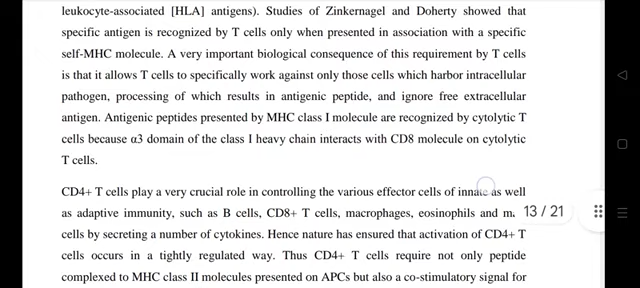 leukocyte-associated [HLA] antigens). Studies of Zinkernagel and Doherty showed that
specific antigen is recognized by T cells only when presented in association with a specific
self-MHC molecule. A very important biological consequence of this requirement by T cells
is that it allows T cells to specifically work against only those cells which harbor intracellular
pathogen, processing of which results in antigenic peptide, and ignore free extracellular
antigen. Antigenic peptides presented by MHC class I molecule are recognized by cytolytic T
cells because α3 domain of the class I heavy chain interacts with CD8 molecule on cytolytic
T cells.
CD4+ T cells play a very crucial role in controlling the various effector cells of innate as well
as adaptive immunity, such as B cells, CD8+ T cells, macrophages, eosinophils and
13 / 21
cells by secreting a number of cytokines. Hence nature has ensured that activation of CD4+ T
cells occurs in a tightly regulated way. Thus CD4+ T cells require not only peptide
complexed to MHC class II molecules presented on APCs but also a co-stimulatory signal for